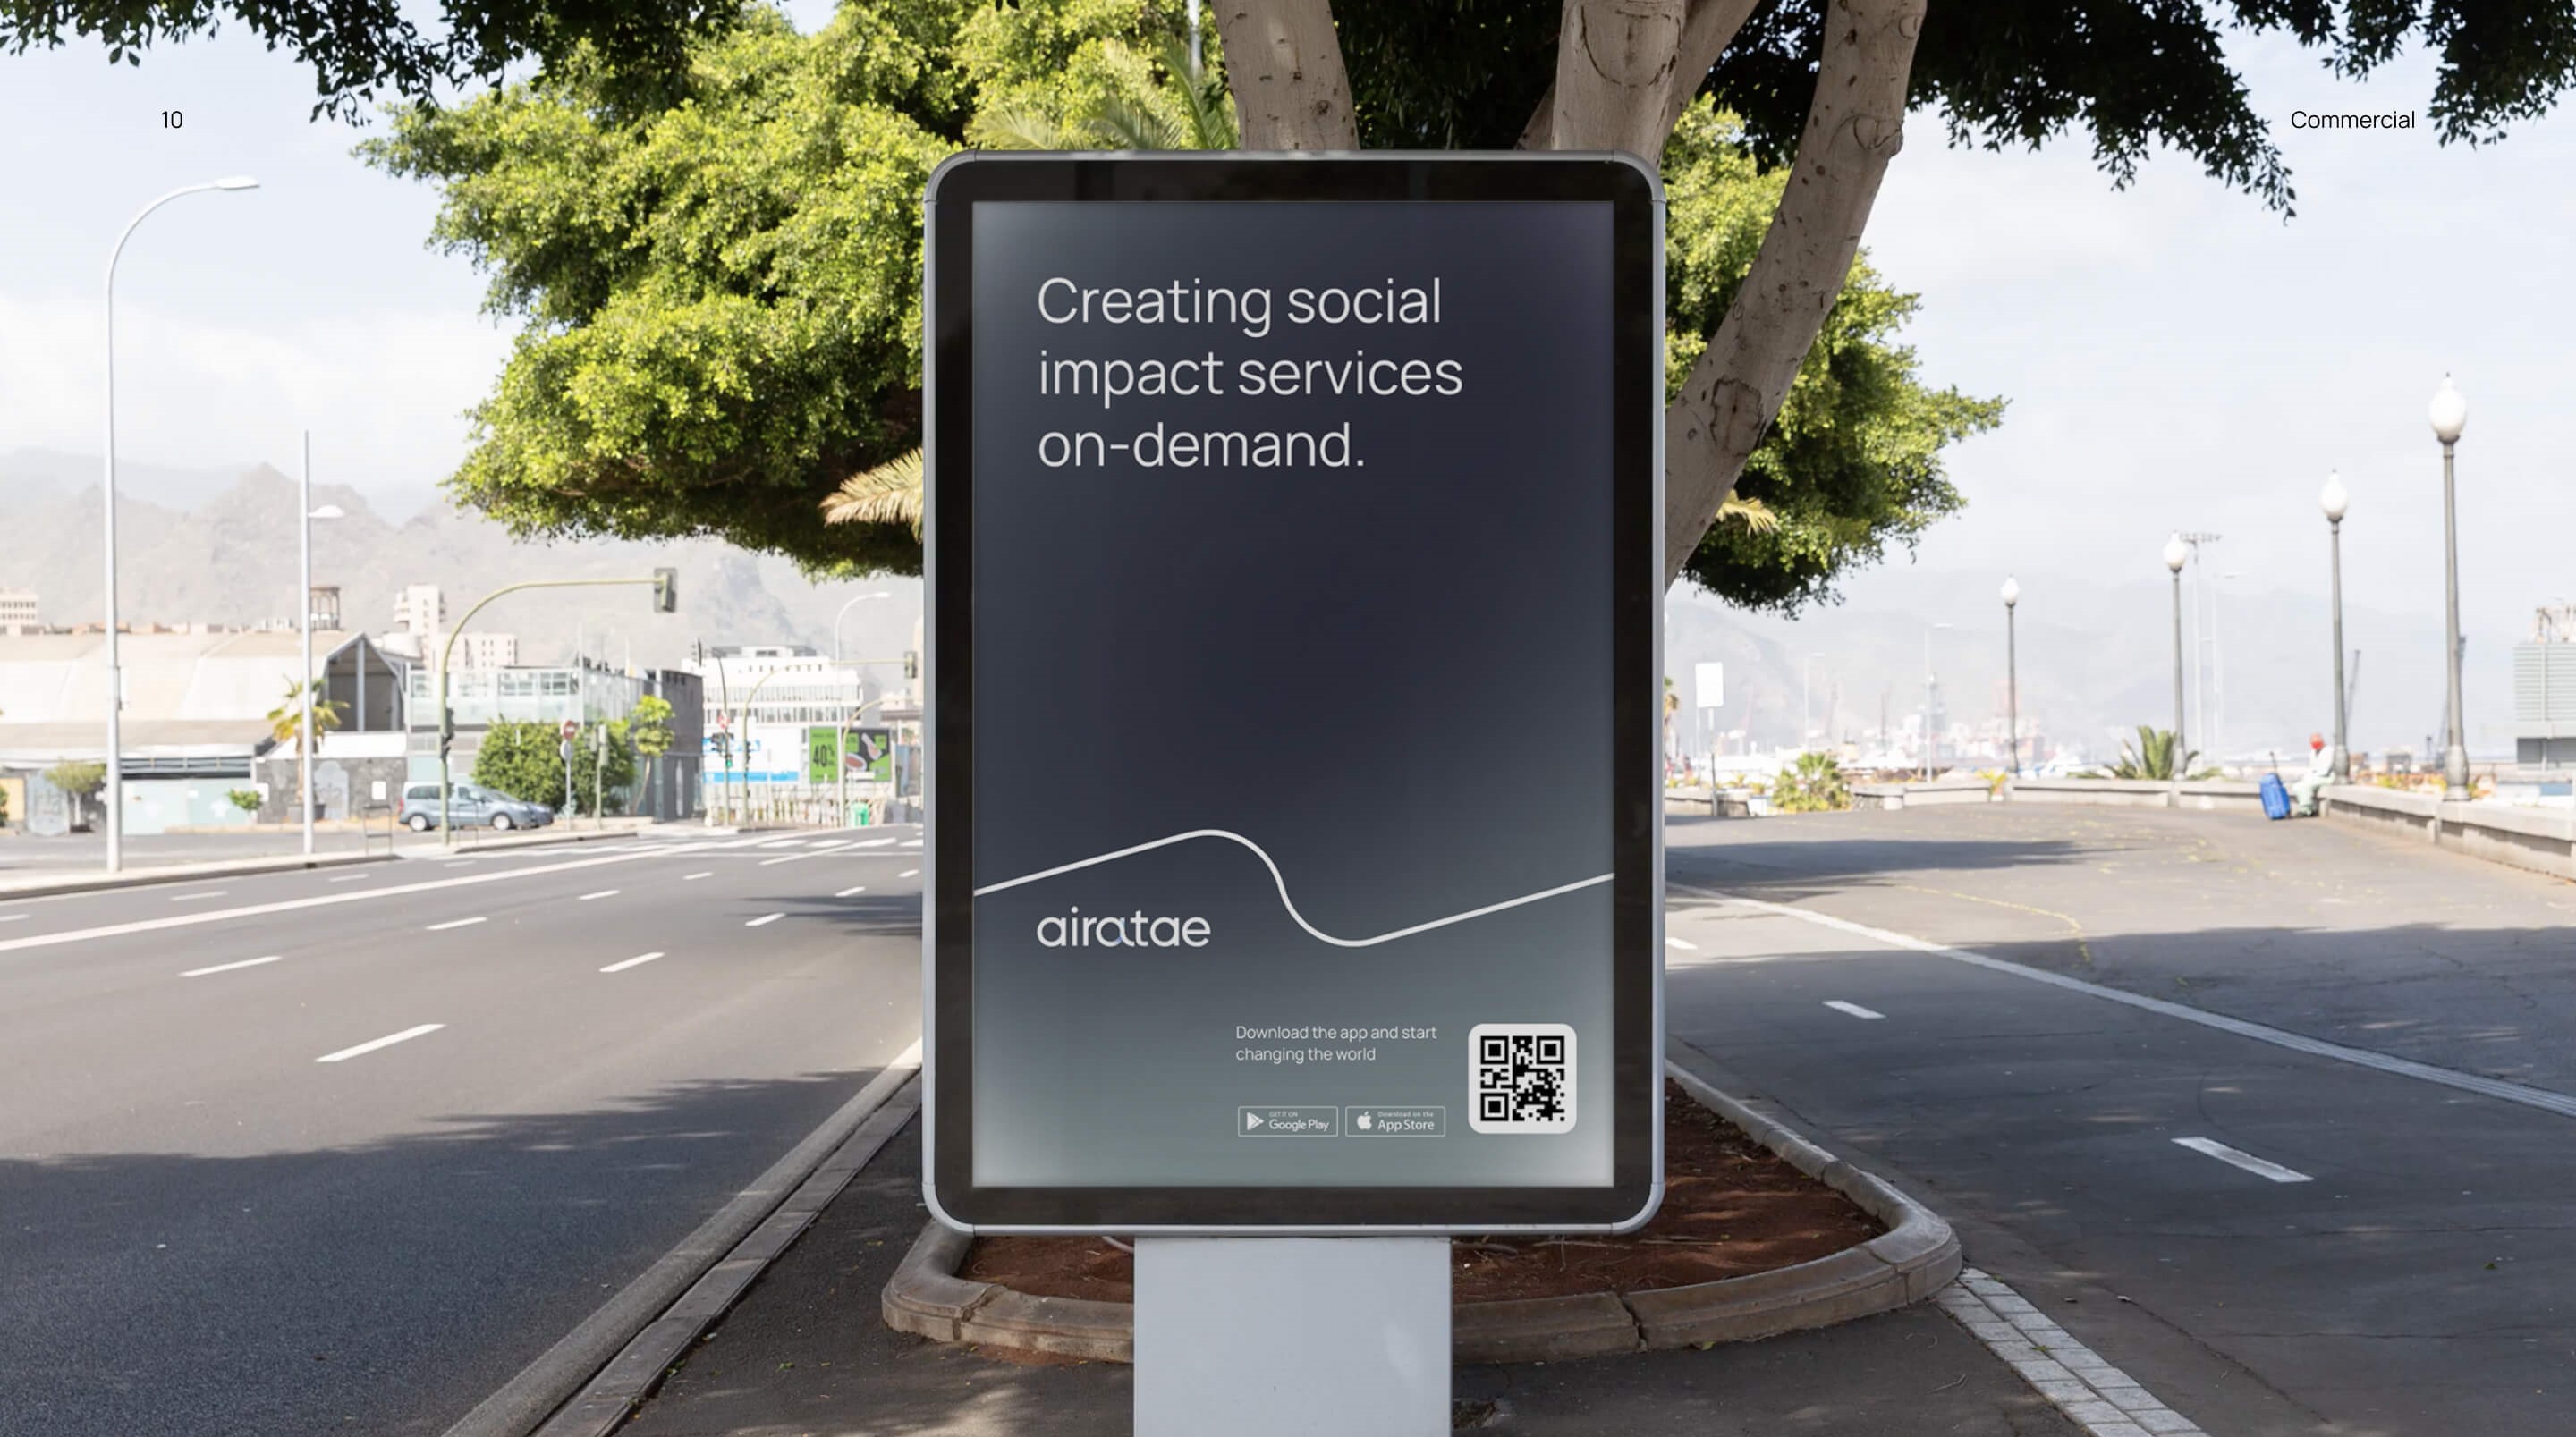 10
Commercial
Creating social
impact services
on-demand.
airatae
Download the app and start
changing the world
GET IT ON
Google Play
Download on the
App Store
40%